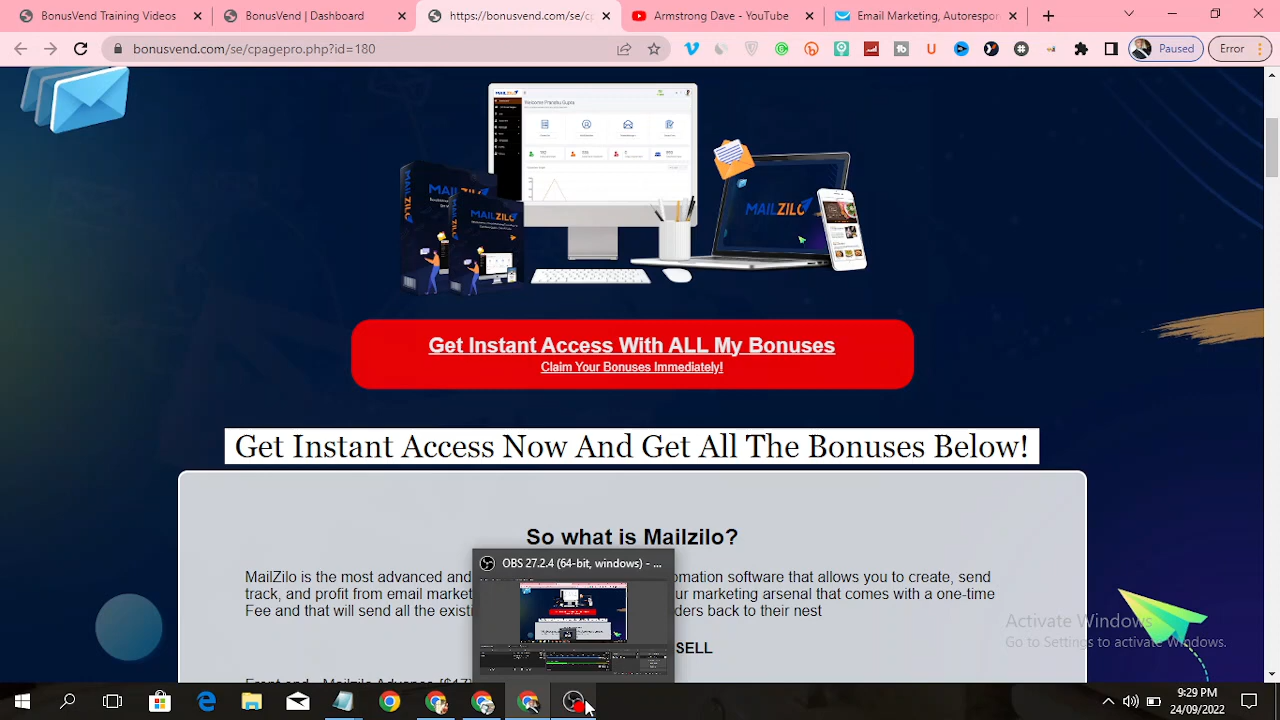 BonusVend Training Videos
BonusVend | Dashboard
https://bonusvend.com/se/cp
Armstrong Dave - YouTube
Email Marketing, Autorespon
bonusvend.com/se/cpagepro.php?id=180
Paused
Error
MAILZILO
MAILZILO
Get Instant Access With ALL My Bonuses
Claim Your Bonuses Immediately!
Get Instant Access Now And Get All The Bonuses Below!
So what is Mailzilo?
OBS 27.2.4 (64-bit, windows) - ...
MailZilo is the most advanced and
omation software that allows you to create, send
track, and profit from email market
ur marketing arsenal that comes with a one-time
Fee and that will send all the existi
ders back to their nest
SELL
Activate Windows
Go to Settings to activate Windows.
9:29 PM
24/09/2022